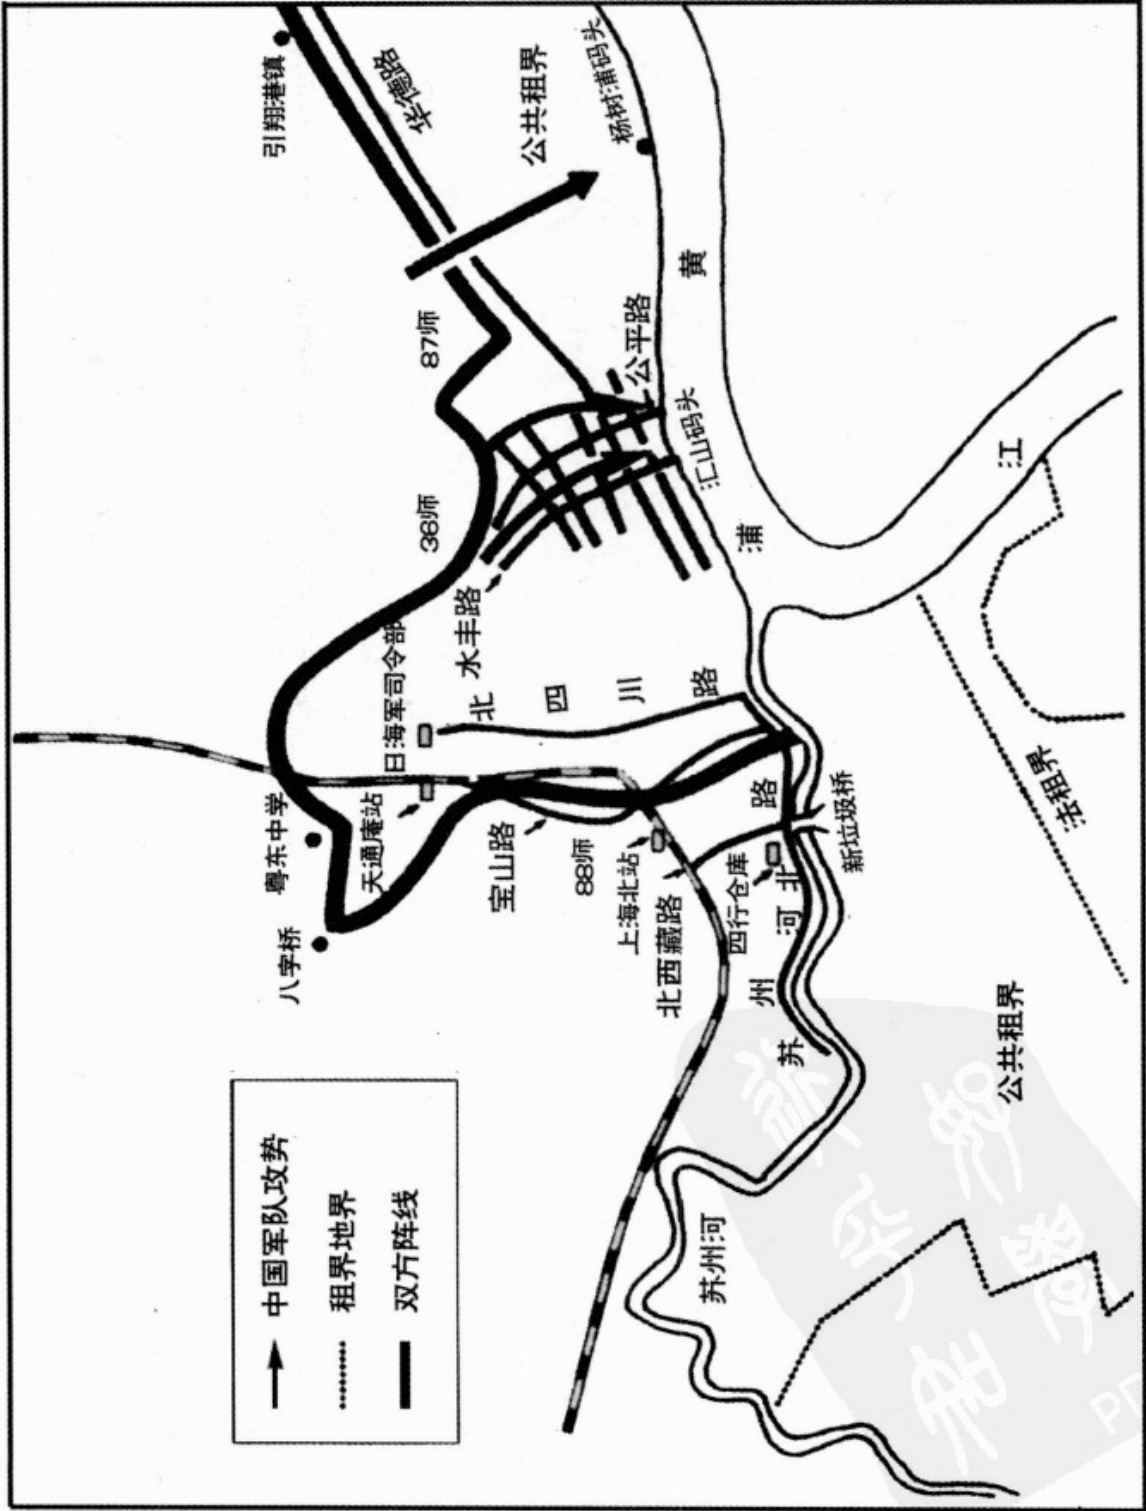 中国军队攻势
租界地界
双方阵线
引翔港镇
华德路
公共租界
杨树浦码头
87师
36师
公平路
汇山码头
水丰路
日海军司令部
北四川路
粤东中学
八字桥
天通庵站
宝山路
88师
上海北站
北西藏路
四行仓库
苏州河北路
新垃圾桥
苏州河
黄浦江
法租界
公共租界